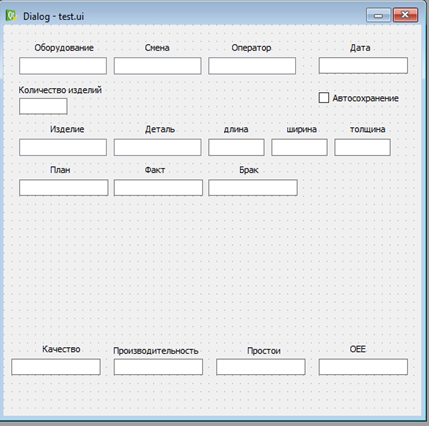 Dialog - test.ui
Оборудование Смена Оператор Дата
Количество изделий
Автосохранение
Изделие Деталь длина ширина толщина
План Факт Брак
Качество Производительность Простои OEE